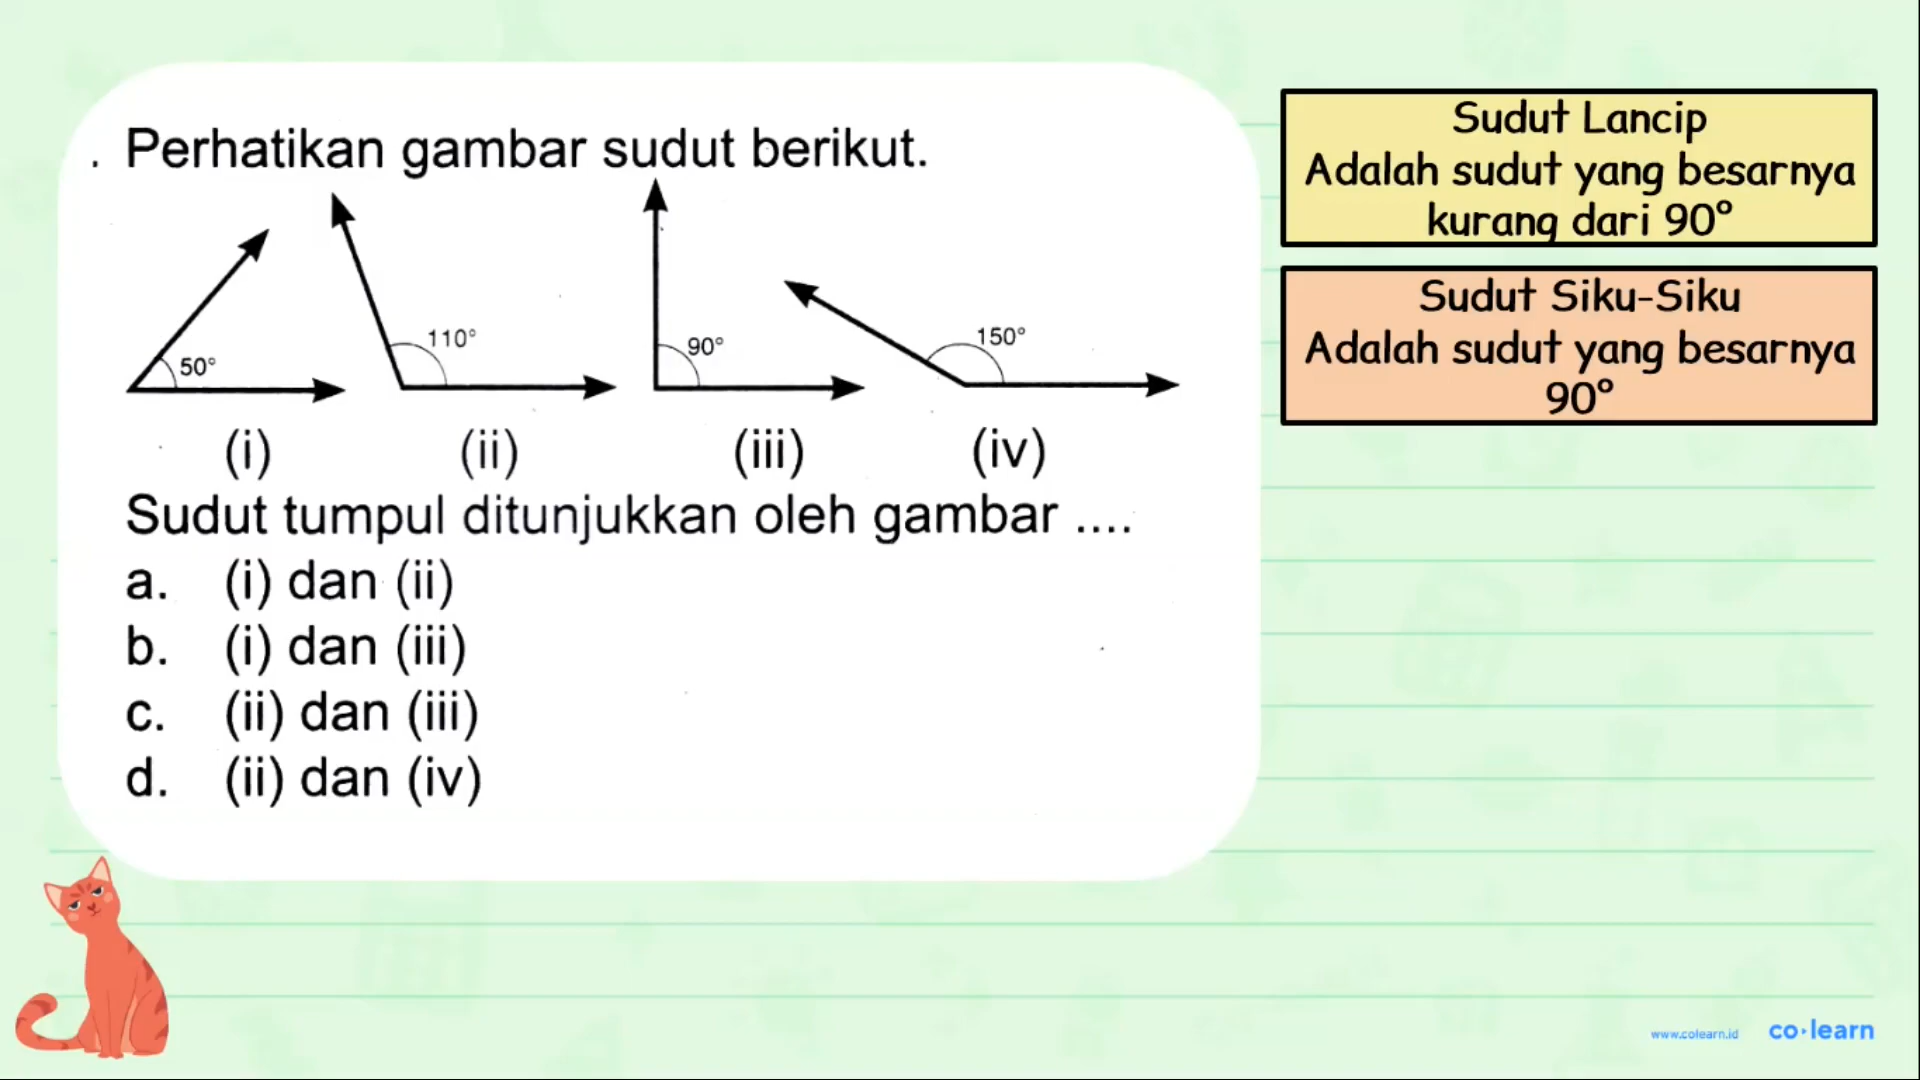 . Perhatikan gambar sudut berikut.
50° 110° 90° 150°
(i) (ii) (iii) (iv)
Sudut tumpul ditunjukkan oleh gambar ....
a. (i) dan (ii)
b. (i) dan (iii)
c. (ii) dan (iii)
d. (ii) dan (iv)
Sudut Lancip
Adalah sudut yang besarnya
kurang dari 90°
Sudut Siku-Siku
Adalah sudut yang besarnya
90°
www.colearn.id co·learn